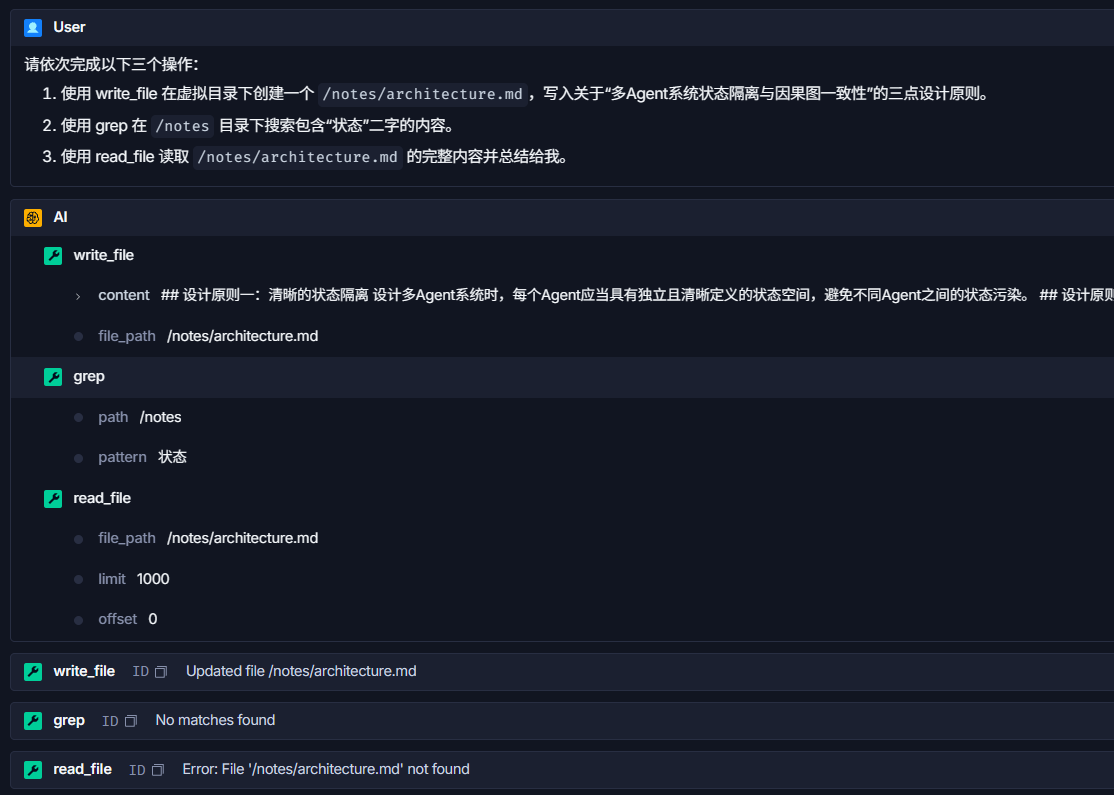 User
请依次完成以下三个操作：
1. 使用 write_file 在虚拟目录下创建一个 /notes/architecture.md ，写入关于“多Agent系统状态隔离与因果图一致性”的三点设计原则。
2. 使用 grep 在 /notes 目录下搜索包含“状态”二字的内容。
3. 使用 read_file 读取 /notes/architecture.md 的完整内容并总结给我。
AI
write_file
content ## 设计原则一：清晰的状态隔离 设计多Agent系统时，每个Agent应当具有独立且清晰定义的状态空间，避免不同Agent之间的状态污染。 ## 设计原则
file_path /notes/architecture.md
grep
path /notes
pattern 状态
read_file
file_path /notes/architecture.md
limit 1000
offset 0
write_file ID Updated file /notes/architecture.md
grep ID No matches found
read_file ID Error: File '/notes/architecture.md' not found